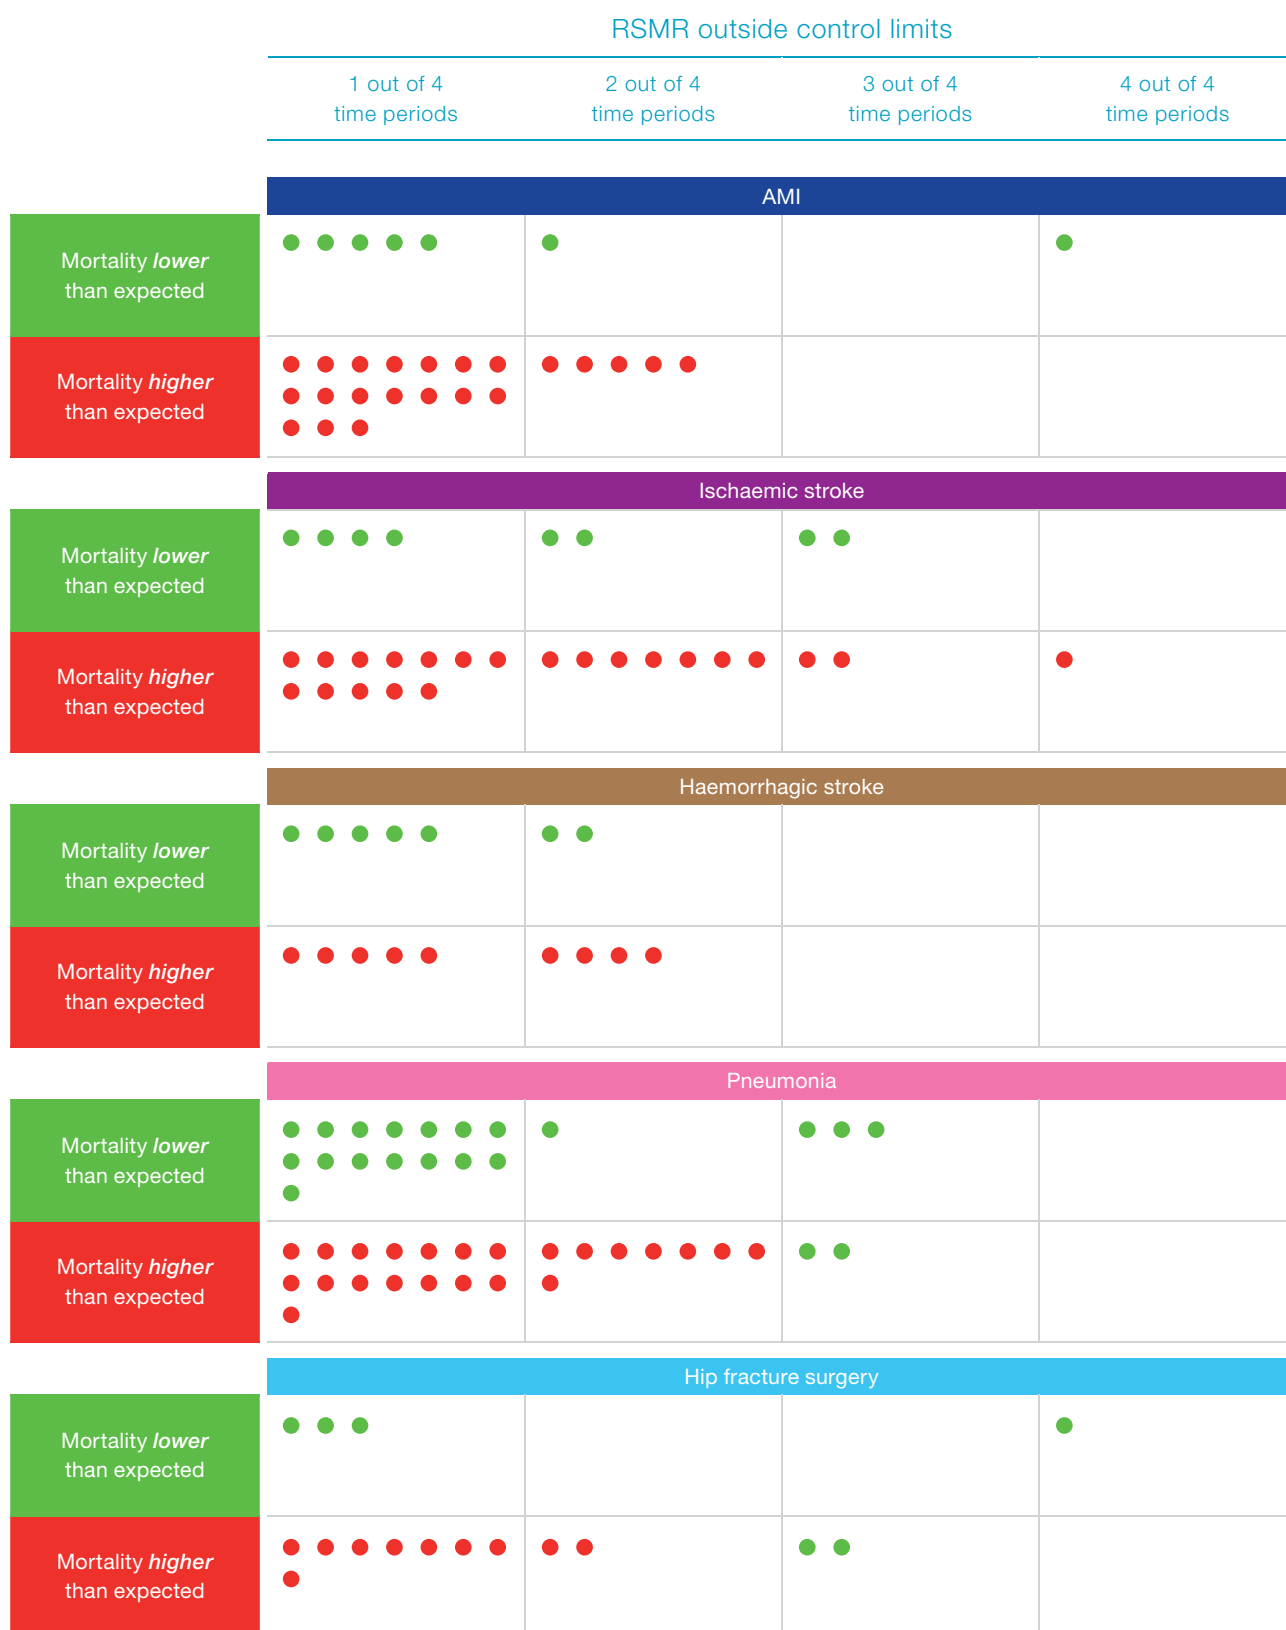 RSMR outside control limits
1 out of 4
time periods
2 out of 4
time periods
3 out of 4
time periods
4 out of 4
time periods
AMI
Mortality lower
than expected
Mortality higher
than expected
Ischaemic stroke
Mortality lower
than expected
Mortality higher
than expected
Haemorrhagic stroke
Mortality lower
than expected
Mortality higher
than expected
Pneumonia
Mortality lower
than expected
Mortality higher
than expected
Hip fracture surgery
Mortality lower
than expected
Mortality higher
than expected